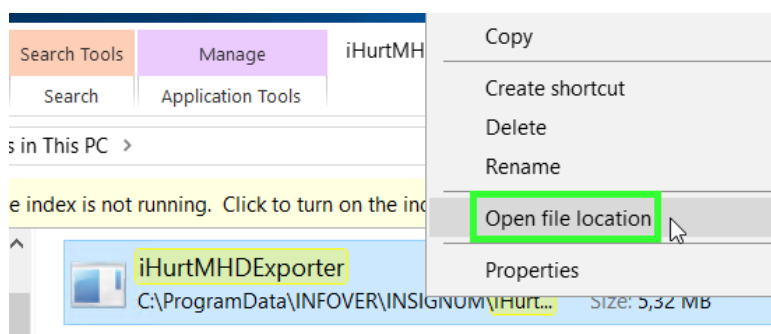 Search Tools
Manage
iHurtMH
Search
Application Tools
s in This PC >
e index is not running. Click to turn on the inc
iHurtMHDExporter
C:\ProgramData\INFOVER\INSIGNUM\iHurt... Size: 5,32 MB
Copy
Create shortcut
Delete
Rename
Open file location
Properties